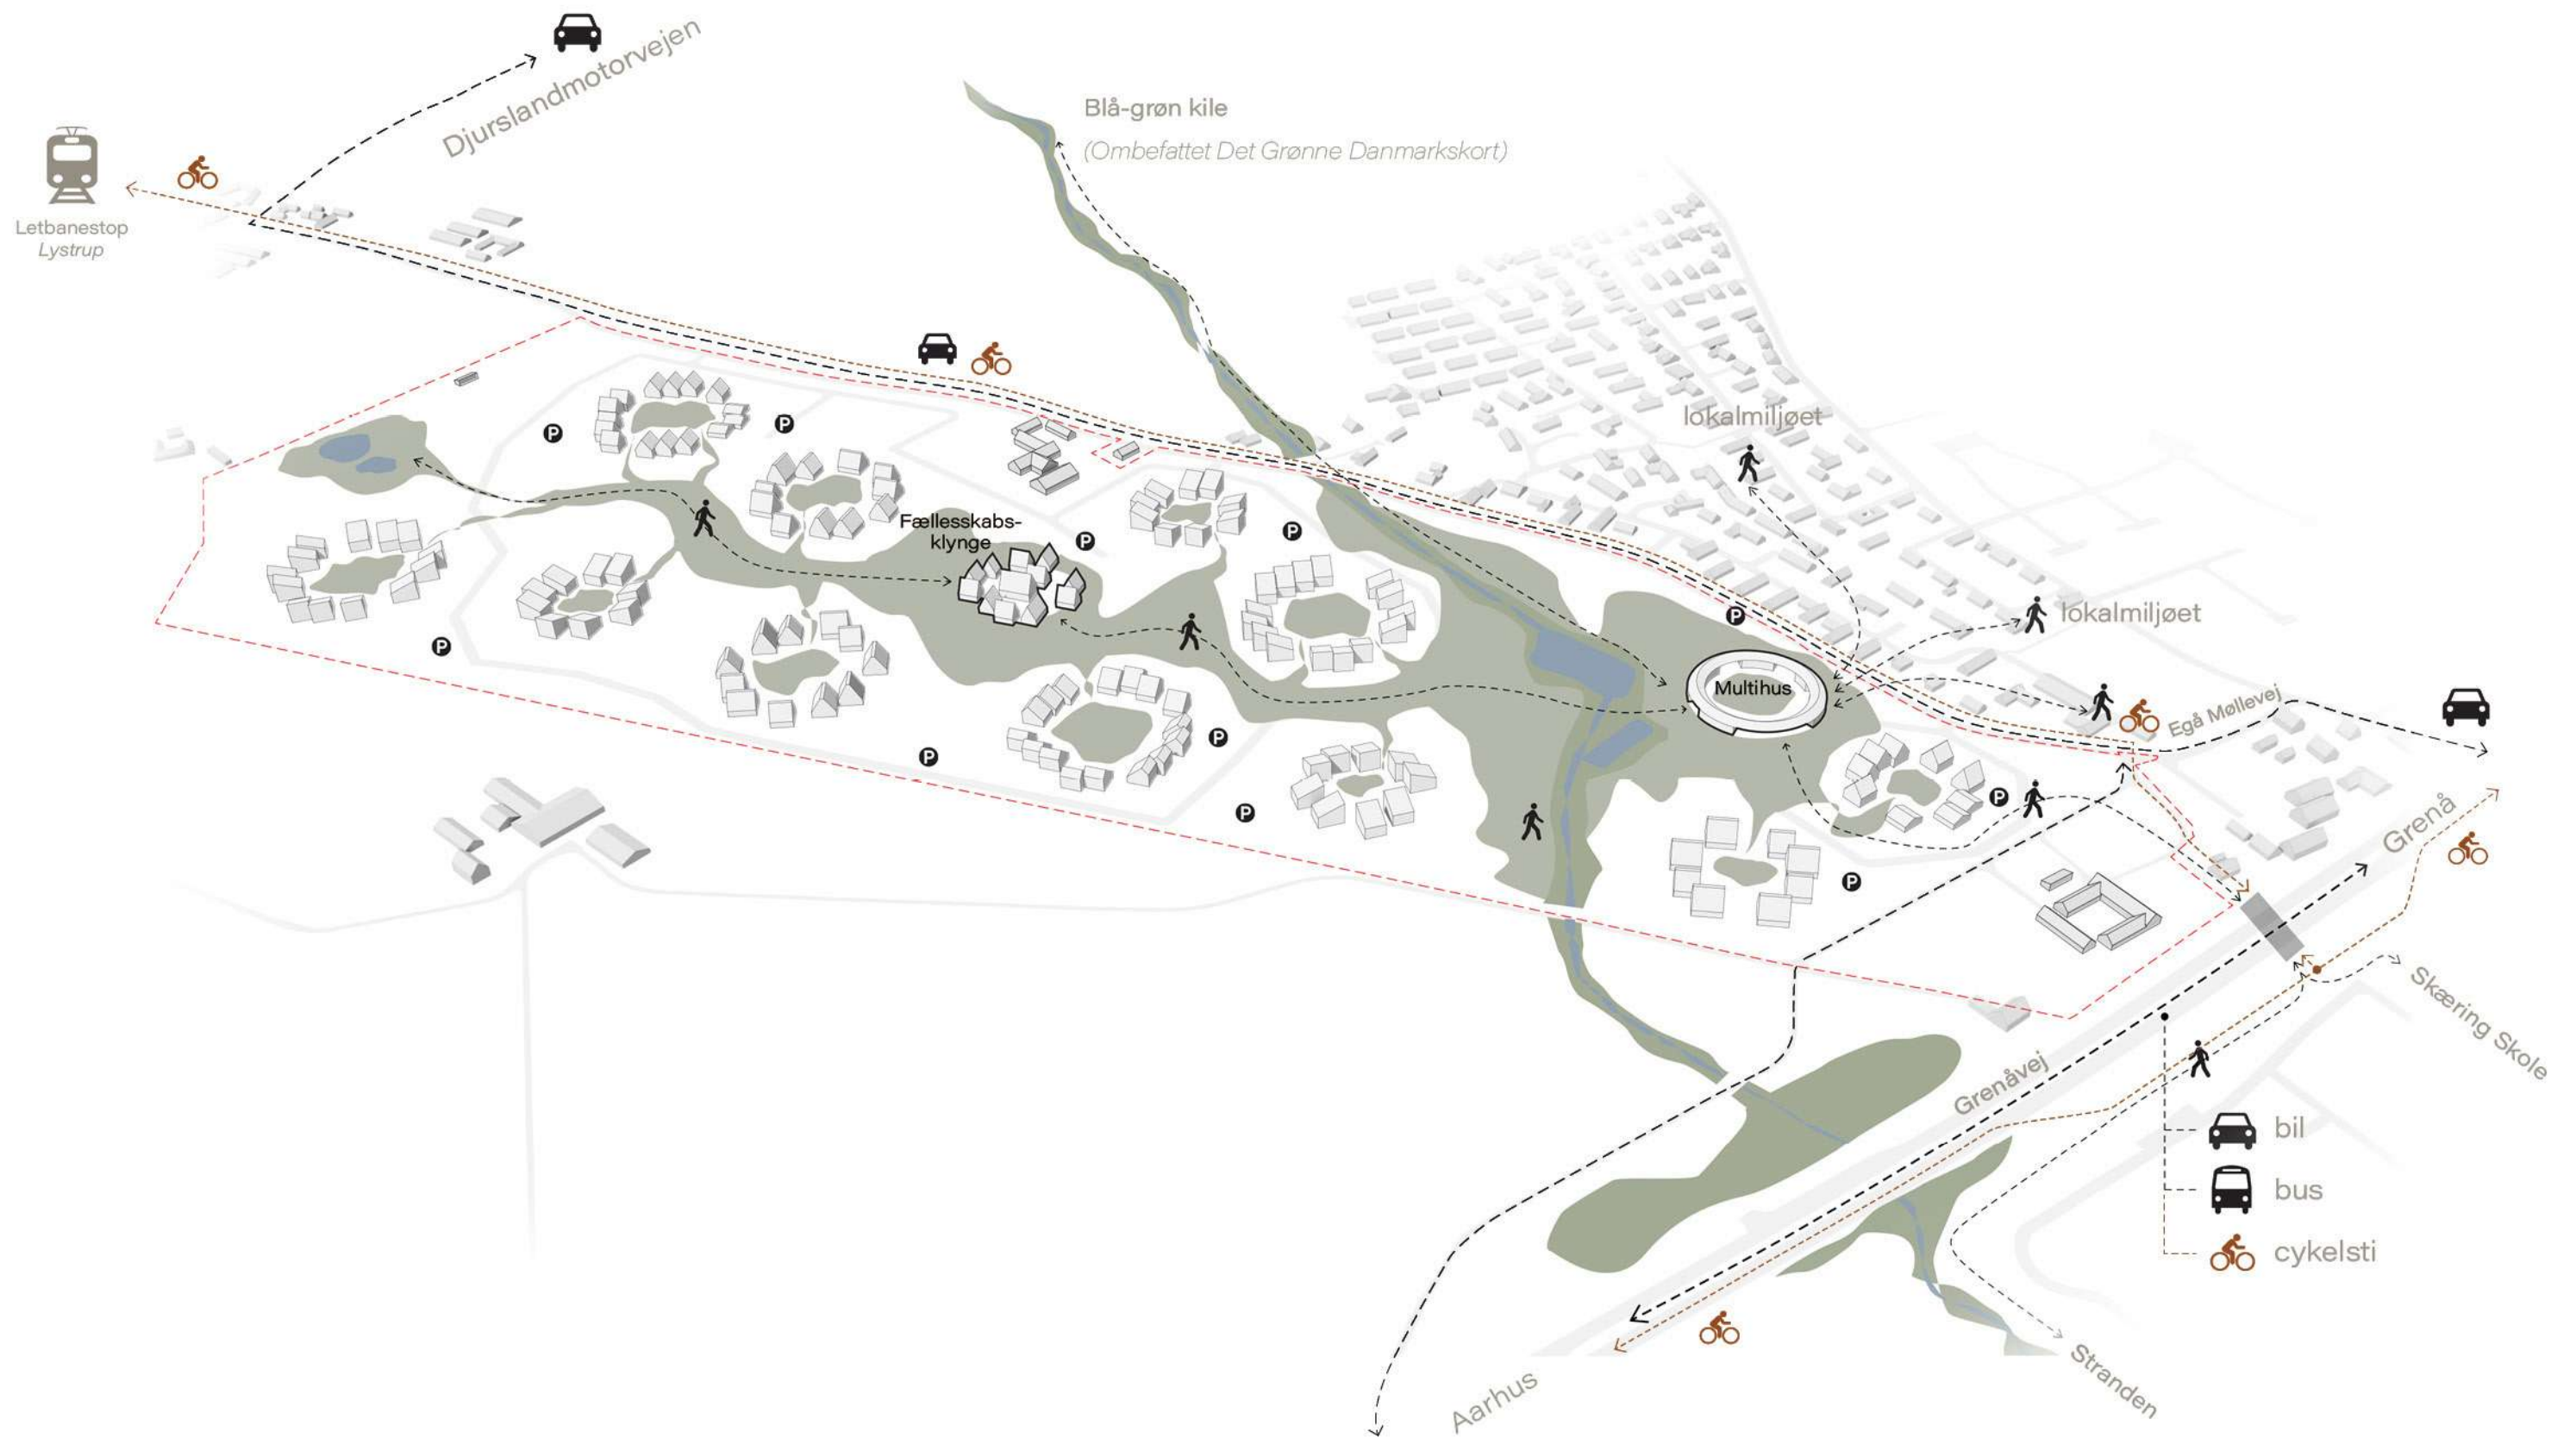 Djurslandmotorvejen
Blå-grøn kile
(Ombefattet Det Grønne Danmarkskort)
Letbanestop
Lystrup
lokalmiljøet
P
P
Fællesskabs-
klynge
P
P
P
lokalmiljøet
P
Multihus
Egå Møllevej
P
P
P
P
P
Grenå
Skæring Skole
Grenåvej
bil
bus
cykelsti
Aarhus
Stranden